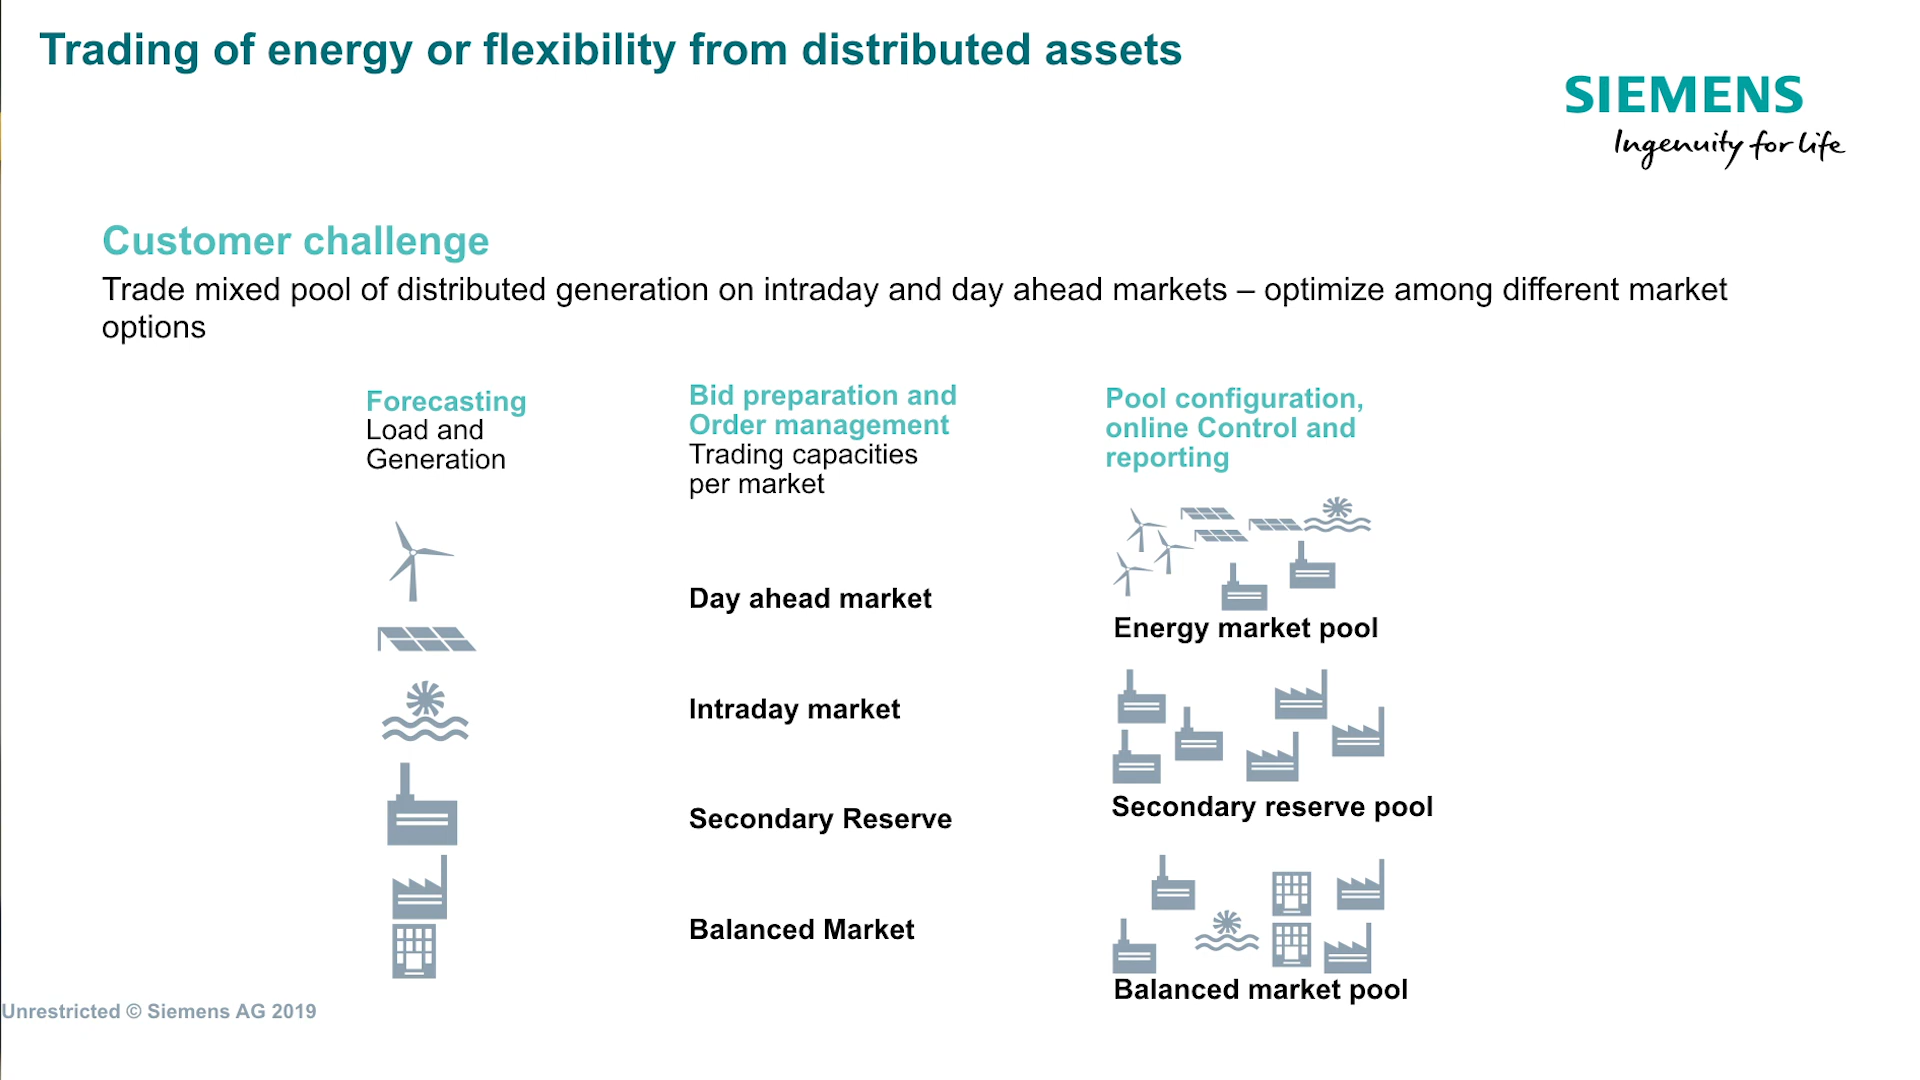 Trading of energy or flexibility from distributed assets
SIEMENS
Ingenuity for life
Customer challenge
Trade mixed pool of distributed generation on intraday and day ahead markets – optimize among different market
options
Forecasting
Load and
Generation
Bid preparation and
Order management
Trading capacities
per market
Day ahead market
Intraday market
Secondary Reserve
Balanced Market
Pool configuration,
online Control and
reporting
Energy market pool
Secondary reserve pool
Balanced market pool
Unrestricted © Siemens AG 2019